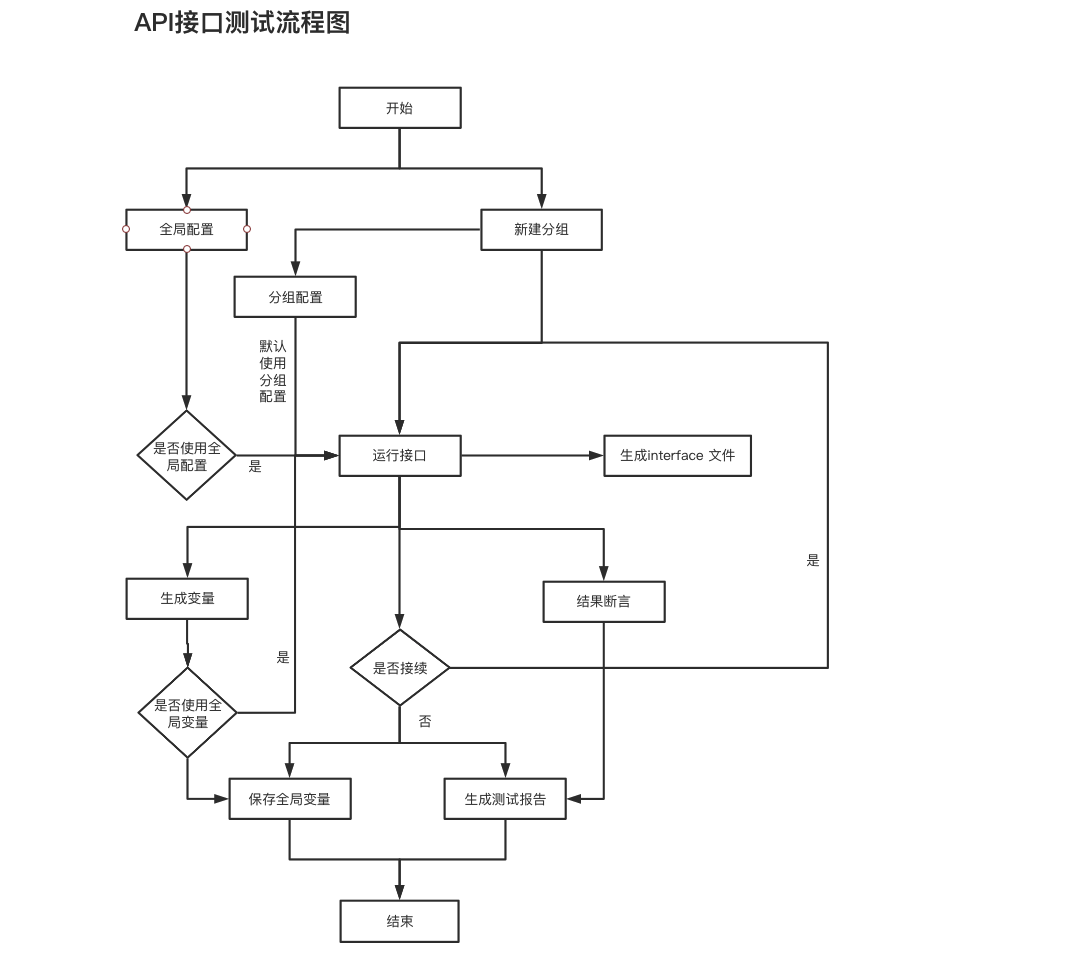 API接口测试流程图
开始
全局配置
新建分组
分组配置
默认
使用
分组
配置
是否使用全
局配置
是
运行接口
生成interface 文件
是
生成变量
结果断言
是
是否接续
是否使用全
局变量
否
保存全局变量
生成测试报告
结束